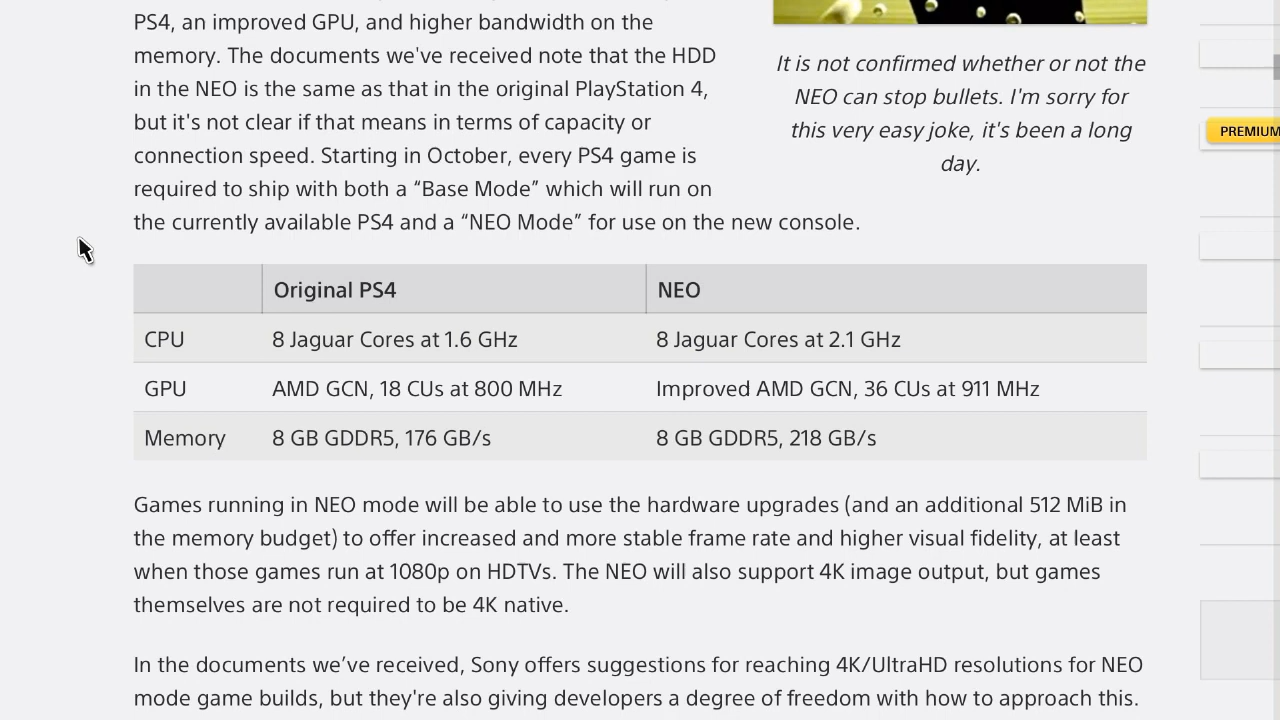 PS4, an improved GPU, and higher bandwidth on the
memory. The documents we've received note that the HDD
in the NEO is the same as that in the original PlayStation 4,
but it's not clear if that means in terms of capacity or
connection speed. Starting in October, every PS4 game is
required to ship with both a “Base Mode” which will run on
the currently available PS4 and a “NEO Mode” for use on the new console.
It is not confirmed whether or not the
NEO can stop bullets. I'm sorry for
this very easy joke, it's been a long
day.
PREMIUM
Original PS4 NEO
CPU 8 Jaguar Cores at 1.6 GHz 8 Jaguar Cores at 2.1 GHz
GPU AMD GCN, 18 CUs at 800 MHz Improved AMD GCN, 36 CUs at 911 MHz
Memory 8 GB GDDR5, 176 GB/s 8 GB GDDR5, 218 GB/s
Games running in NEO mode will be able to use the hardware upgrades (and an additional 512 MiB in
the memory budget) to offer increased and more stable frame rate and higher visual fidelity, at least
when those games run at 1080p on HDTVs. The NEO will also support 4K image output, but games
themselves are not required to be 4K native.
In the documents we’ve received, Sony offers suggestions for reaching 4K/UltraHD resolutions for NEO
mode game builds, but they're also giving developers a degree of freedom with how to approach this.